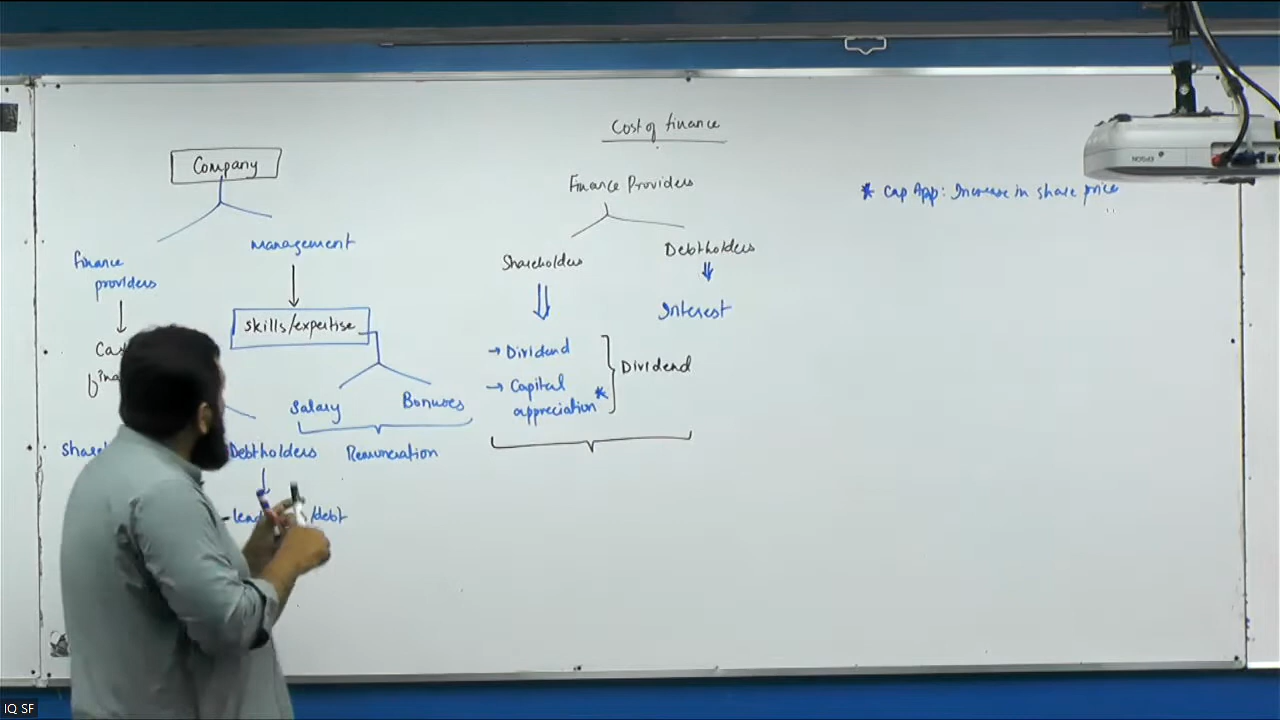 Cost of finance
Company
Finance Providers
* Cap App: Increase in share price
management
finance
providers
Shareholders
Debtholders
Interest
skills/expertise
→ Dividend
Dividend
→ Capital
appreciation *
Salary
Bonuses
Debtholders
Remuneration
/debt
EPSON
IQ SF